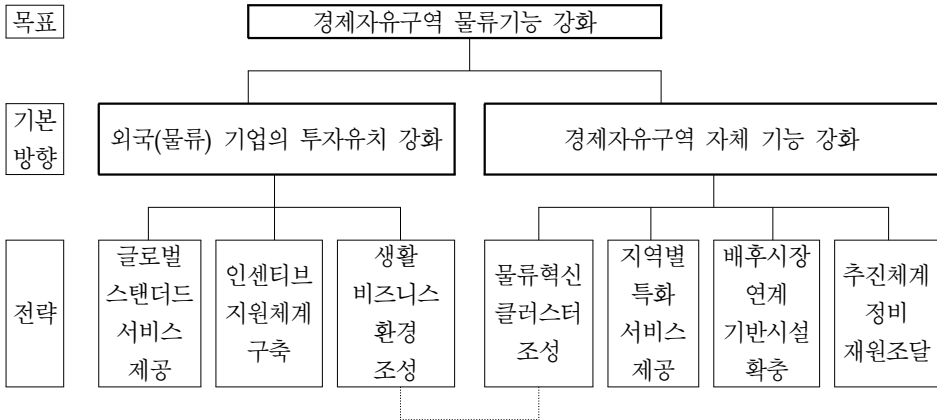 목표
경제자유구역 물류기능 강화
기본
방향
외국(물류) 기업의 투자유치 강화
경제자유구역 자체 기능 강화
전략
글로벌
스탠더드
서비스
제공
인센티브
지원체계
구축
생활
비즈니스
환경
조성
물류혁신
클러스터
조성
지역별
특화
서비스
제공
배후시장
연계
기반시설
확충
추진체계
정비
재원조달